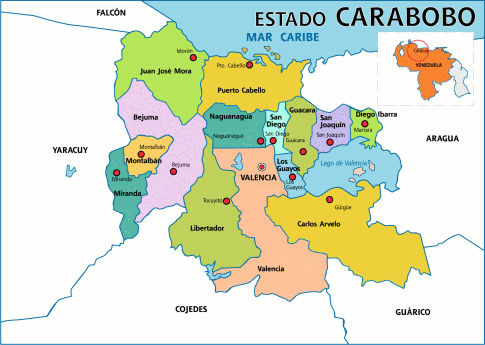 ESTADO CARABOBO
FALCÓN
MAR CARIBE
Caracas
VENEZUELA
Morón
Juan José Mora
Pto. Cabello
Puerto Cabello
Bejuma
Naguanagua
San
Diego
Guacara
San
Joaquín
Diego Ibarra
Mariara
Naguanagua
San Diego
Guacara
San Joaquín
ARAGUA
YARACUY
Montalbán
Montalbán
Bejuma
Miranda
Miranda
VALENCIA
Los
Guayos
Los
Guayos
Lago de Valencia
Tocuyito
Güigüe
Libertador
Carlos Arvelo
Valencia
COJEDES
GUÁRICO